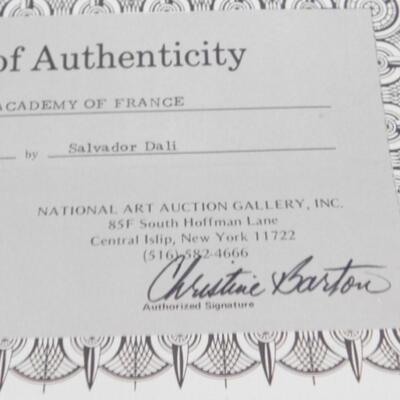 of Authenticity
ACADEMY OF FRANCE
by Salvador Dali
NATIONAL ART AUCTION GALLERY, INC.
85F South Hoffman Lane
Central Islip, New York 11722
(516) 582-4666
Christine Barton
Authorized Signature